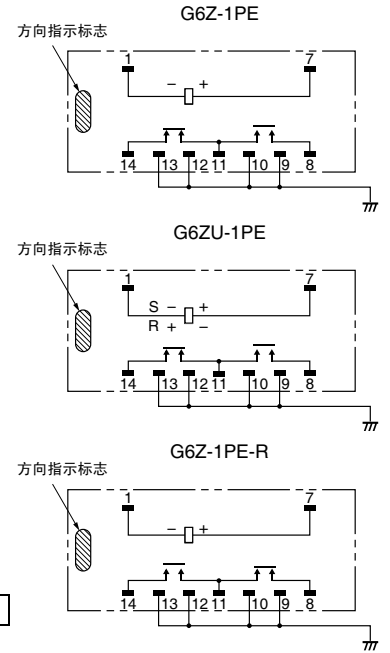 G6Z-1PE
方向指示标志
1 7
– +
14 13 12 11 10 9 8
G6ZU-1PE
方向指示标志
1 7
S – +
R + –
14 13 12 11 10 9 8
G6Z-1PE-R
方向指示标志
1 7
– +
14 13 12 11 10 9 8